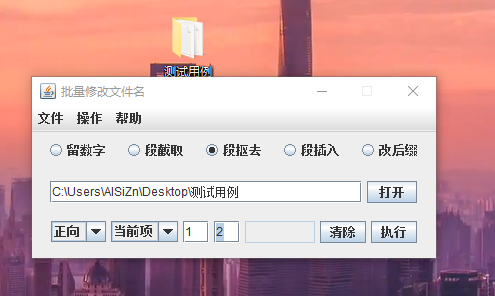 测试用例
批量修改文件名
文件 操作 帮助
留数字 段截取 段抠去 段插入 改后缀
C:\Users\AlSiZn\Desktop\测试用例 打开
正向 当前项 1 2 清除 执行